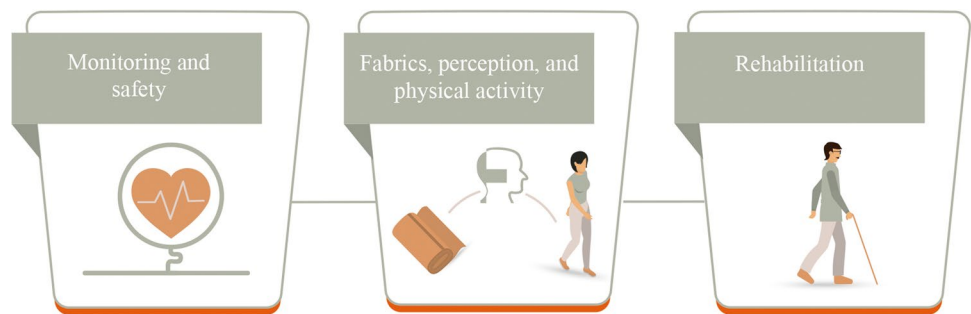 Monitoring and
safety
Fabrics, perception, and
physical activity
Rehabilitation